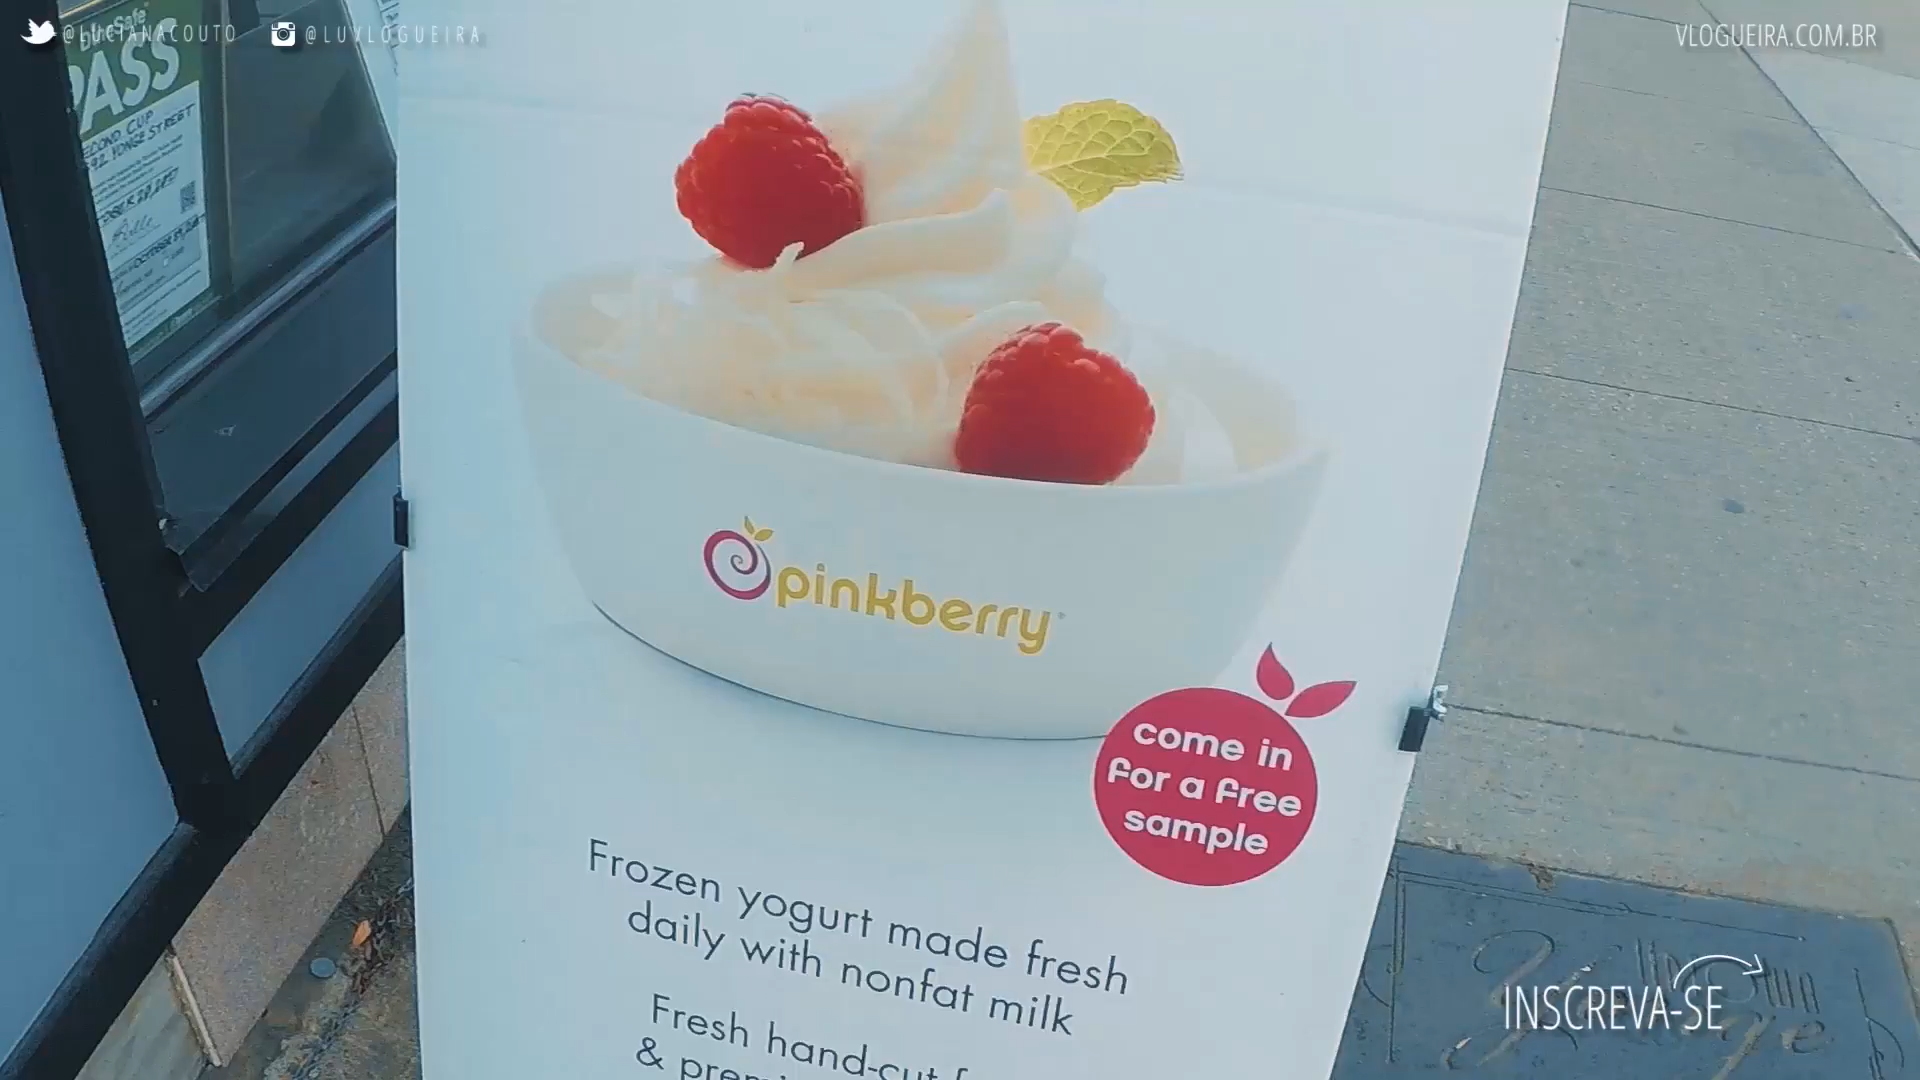 @LUCIANACOUTO
@LUVLOGUEIRA
VLOGUEIRA.COM.BR
PASS
SECOND CUP
YONGE STREET
pinkberry
come in
for a free
sample
Frozen yogurt made fresh
daily with nonfat milk
Fresh hand-cut
&
INSCREVA-SE